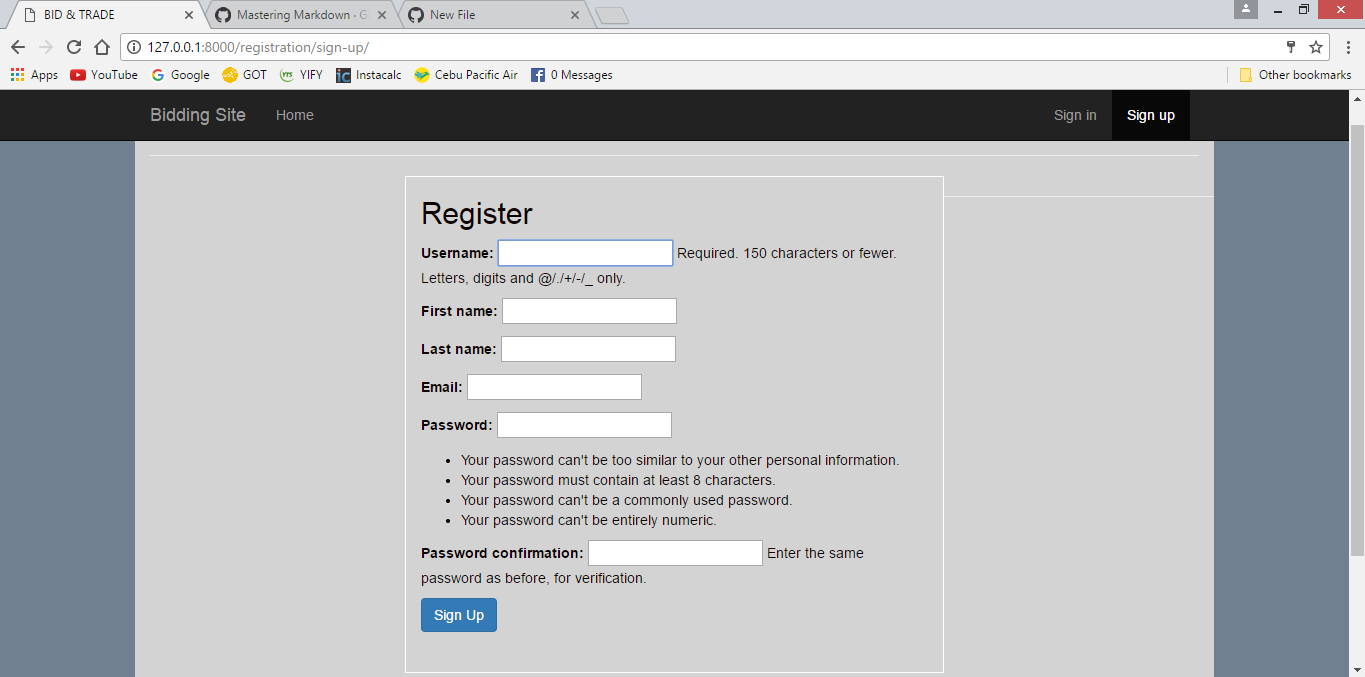 BID & TRADE
Mastering Markdown - G
New File
127.0.0.1:8000/registration/sign-up/
Apps YouTube Google GOT YIFY Instacalc Cebu Pacific Air 0 Messages Other bookmarks
Bidding Site Home Sign in Sign up
Register
Username: Required. 150 characters or fewer.
Letters, digits and @/./+/-/_ only.
First name:
Last name:
Email:
Password:
• Your password can't be too similar to your other personal information.
• Your password must contain at least 8 characters.
• Your password can't be a commonly used password.
• Your password can't be entirely numeric.
Password confirmation: Enter the same
password as before, for verification.
Sign Up